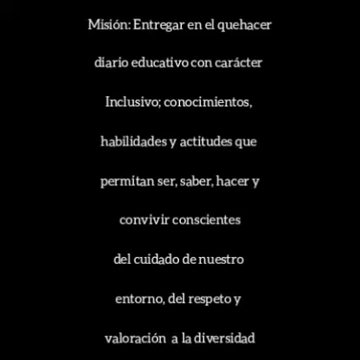 Misión: Entregar en el quehacer
diario educativo con carácter
Inclusivo; conocimientos,
habilidades y actitudes que
permitan ser, saber, hacer y
convivir conscientes
del cuidado de nuestro
entorno, del respeto y
valoración a la diversidad